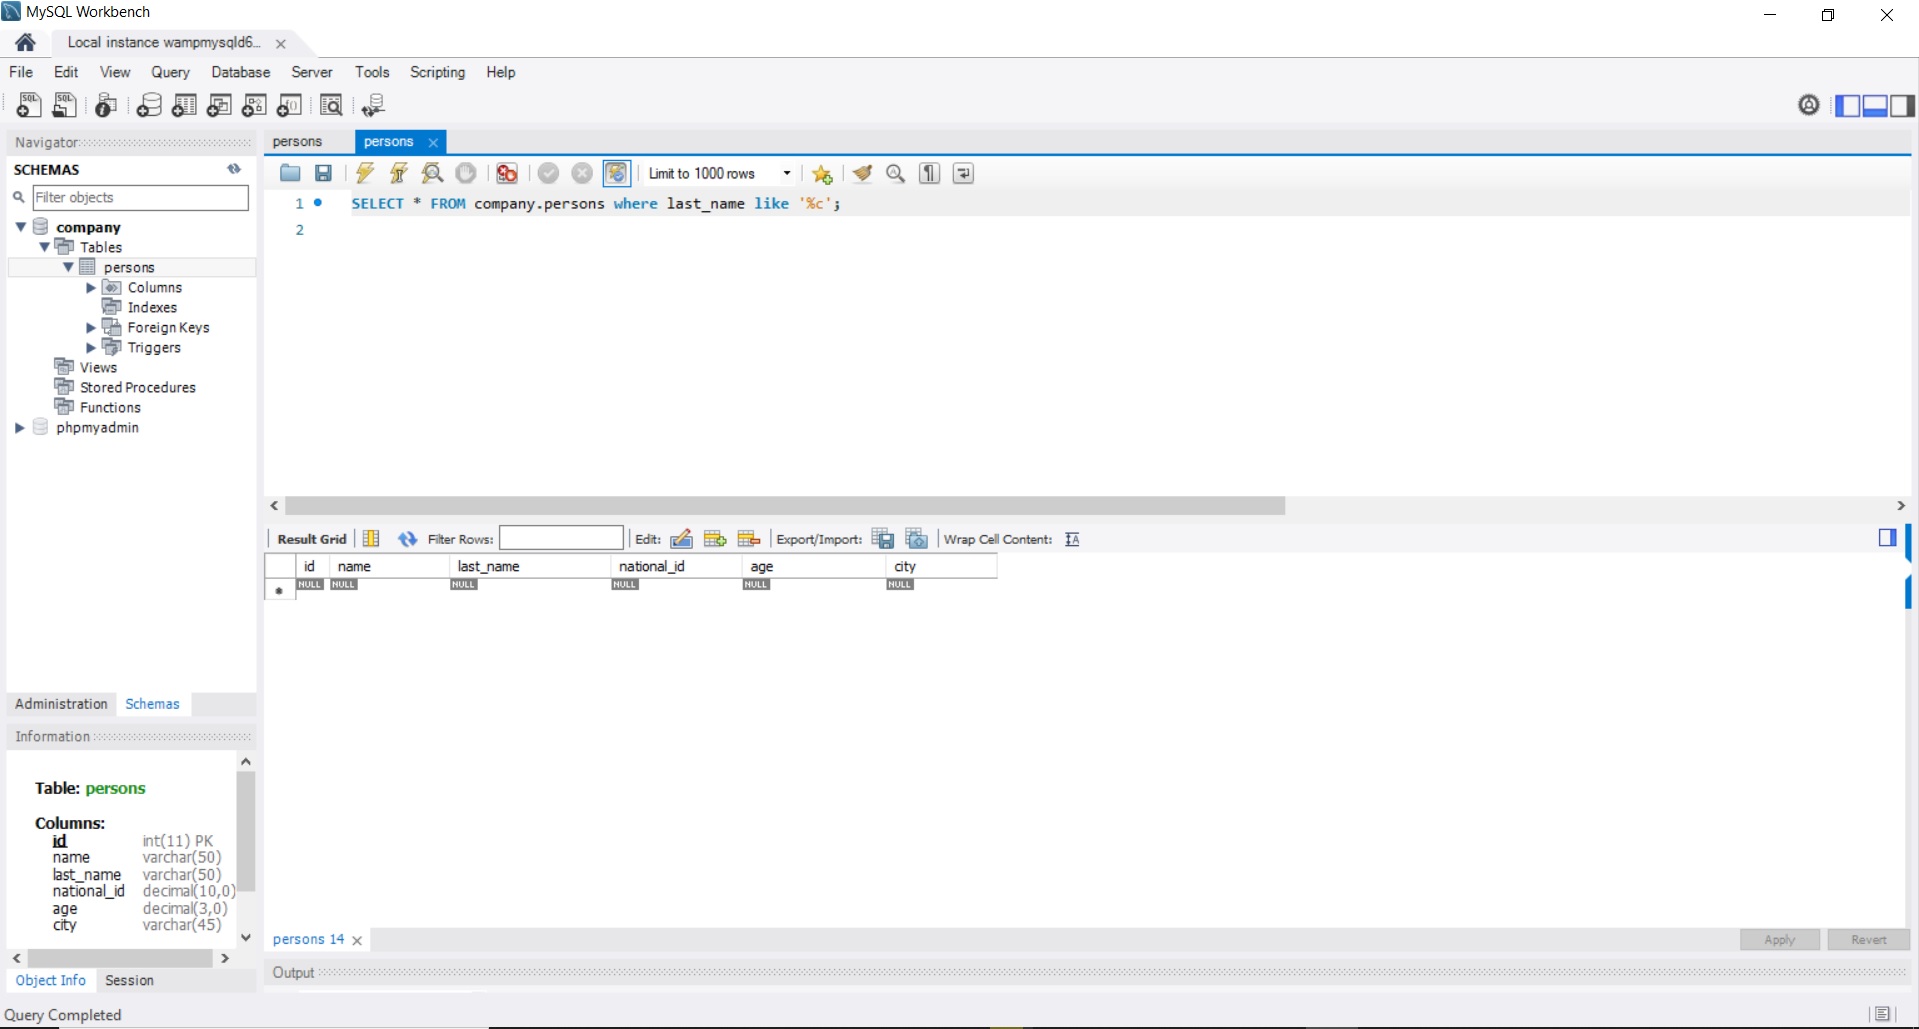 MySQL Workbench
Local instance wampmysqld6...
File Edit View Query Database Server Tools Scripting Help
Navigator
SCHEMAS
Filter objects
company
Tables
persons
Columns
Indexes
Foreign Keys
Triggers
Views
Stored Procedures
Functions
phpmyadmin
Administration Schemas
Information
Table: persons
Columns:
id int(11) PK
name varchar(50)
last_name varchar(50)
national_id decimal(10,0)
age decimal(3,0)
city varchar(45)
Object Info Session
persons persons
Limit to 1000 rows
1 SELECT * FROM company.persons where last_name like '%c';
2
Result Grid Filter Rows: Edit: Export/Import: Wrap Cell Content:
id name last_name national_id age city
NULL NULL NULL NULL NULL NULL
persons 14 Apply Revert
Output
Query Completed